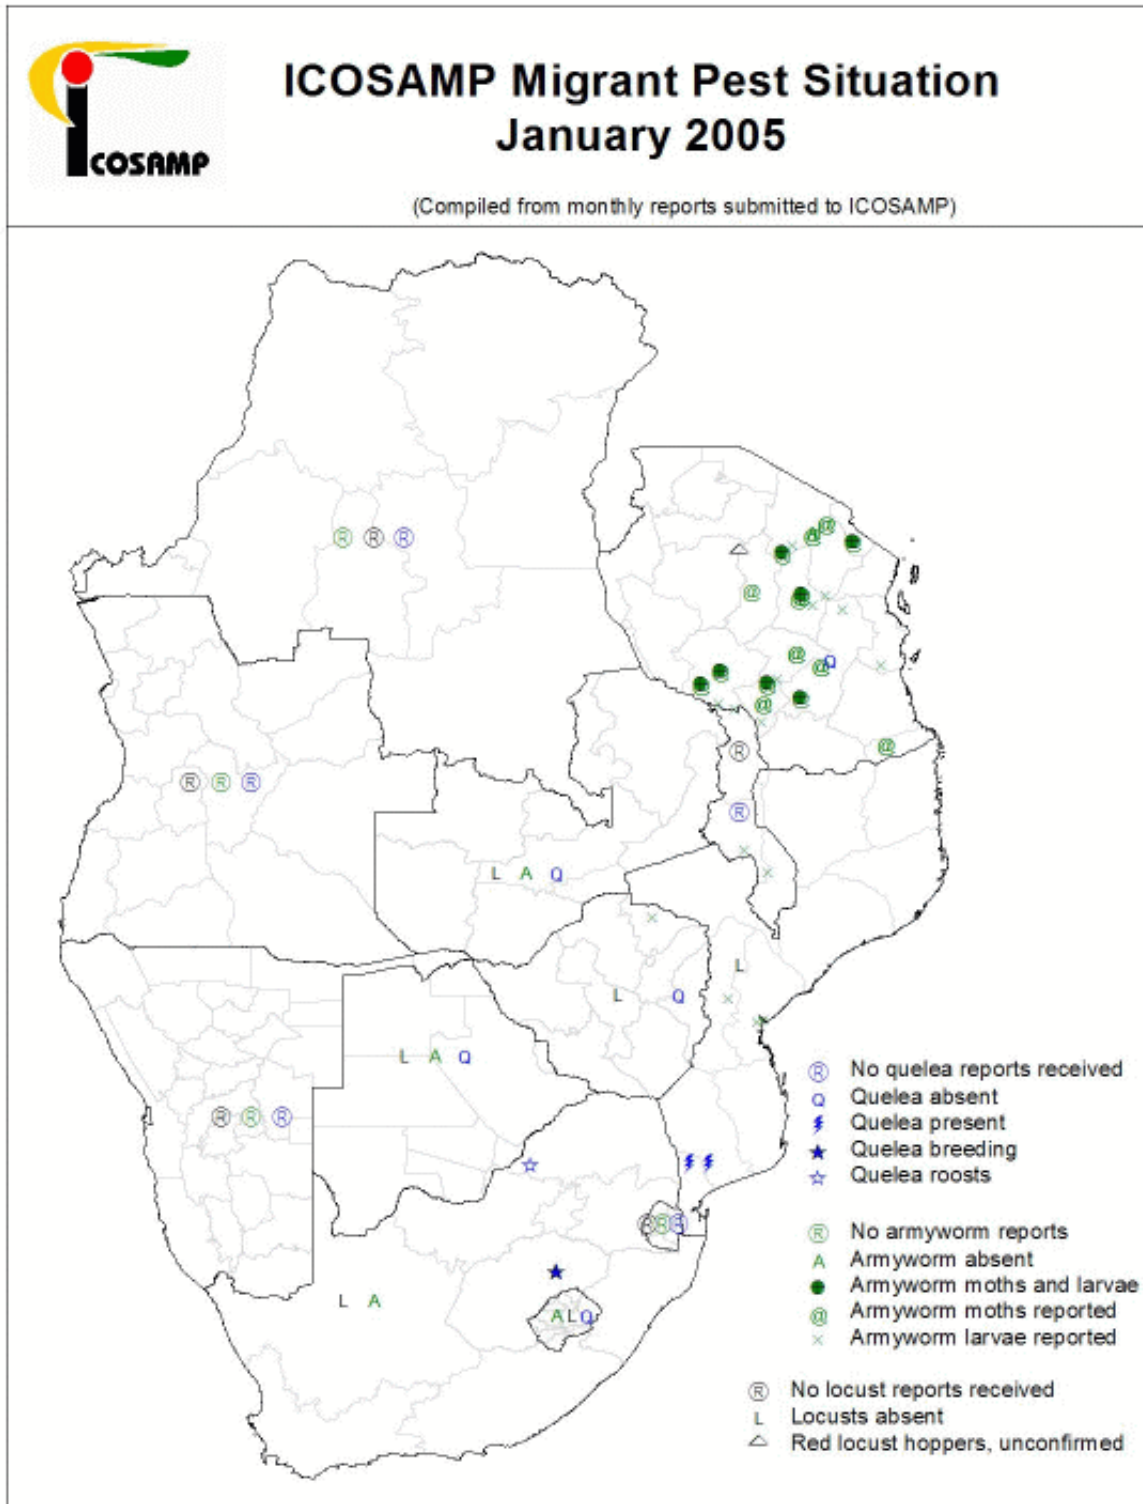 ICOSAMP
ICOSAMP Migrant Pest Situation
January 2005
(Compiled from monthly reports submitted to ICOSAMP)
R R R
@
A @
@
@
@
@ Q
@
@
R
R R R
R
L A Q
L
L Q
L A Q
R R R
R R R
L A
A L Q
R No quelea reports received
Q Quelea absent
Quelea present
Quelea breeding
Quelea roosts
R No armyworm reports
A Armyworm absent
Armyworm moths and larvae
@ Armyworm moths reported
× Armyworm larvae reported
R No locust reports received
L Locusts absent
Red locust hoppers, unconfirmed